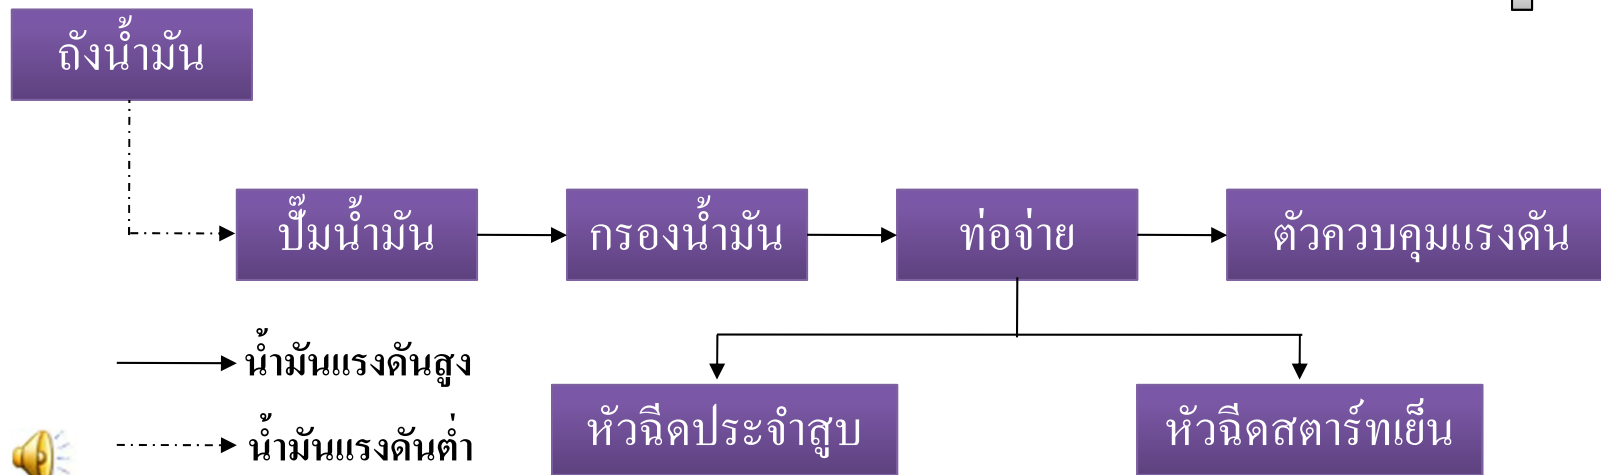 ถังน้ำมัน
ปั๊มน้ำมัน
กรองน้ำมัน
ท่อจ่าย
ตัวควบคุมแรงดัน
น้ำมันแรงดันสูง
น้ำมันแรงดันต่ำ
หัวฉีดประจำสูบ
หัวฉีดสตาร์ทเย็น